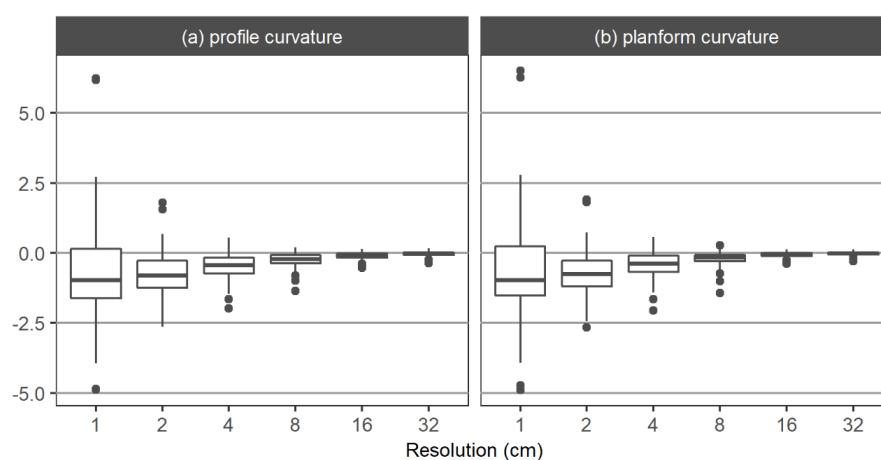 (a) profile curvature
(b) planform curvature
5.0
2.5
0.0
-2.5
-5.0
1 2 4 8 16 32
1 2 4 8 16 32
Resolution (cm)